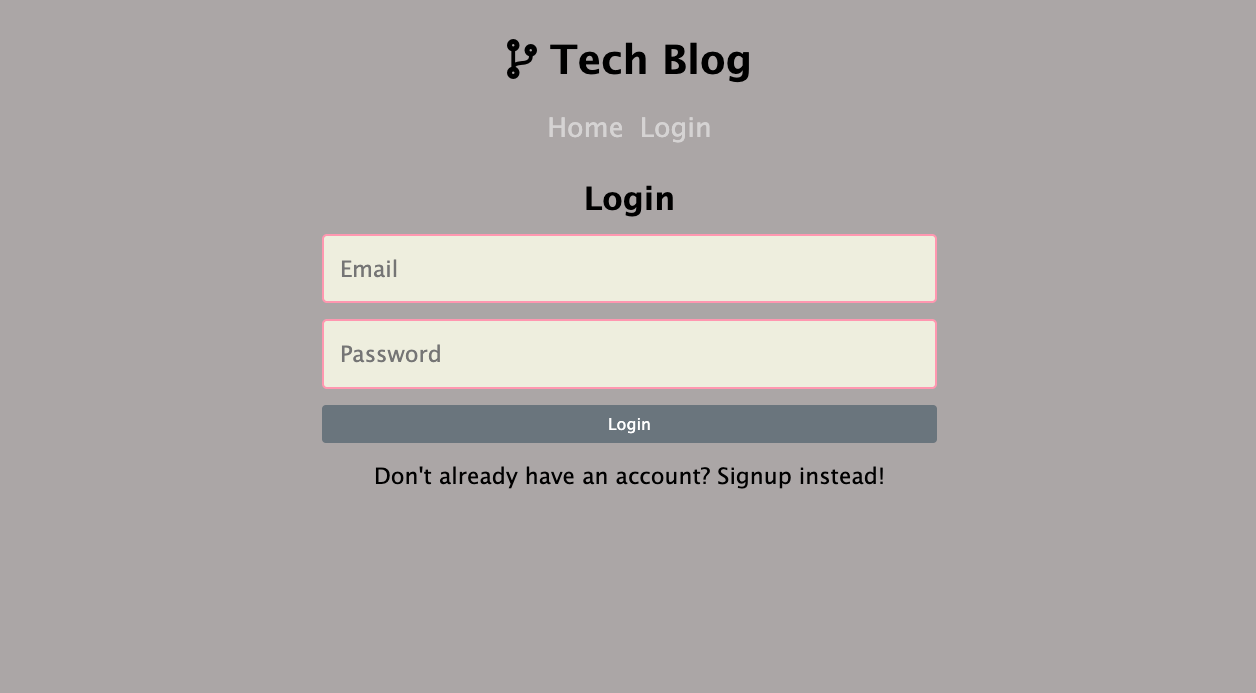 Tech Blog
Home Login
Login
Email
Password
Login
Don't already have an account? Signup instead!